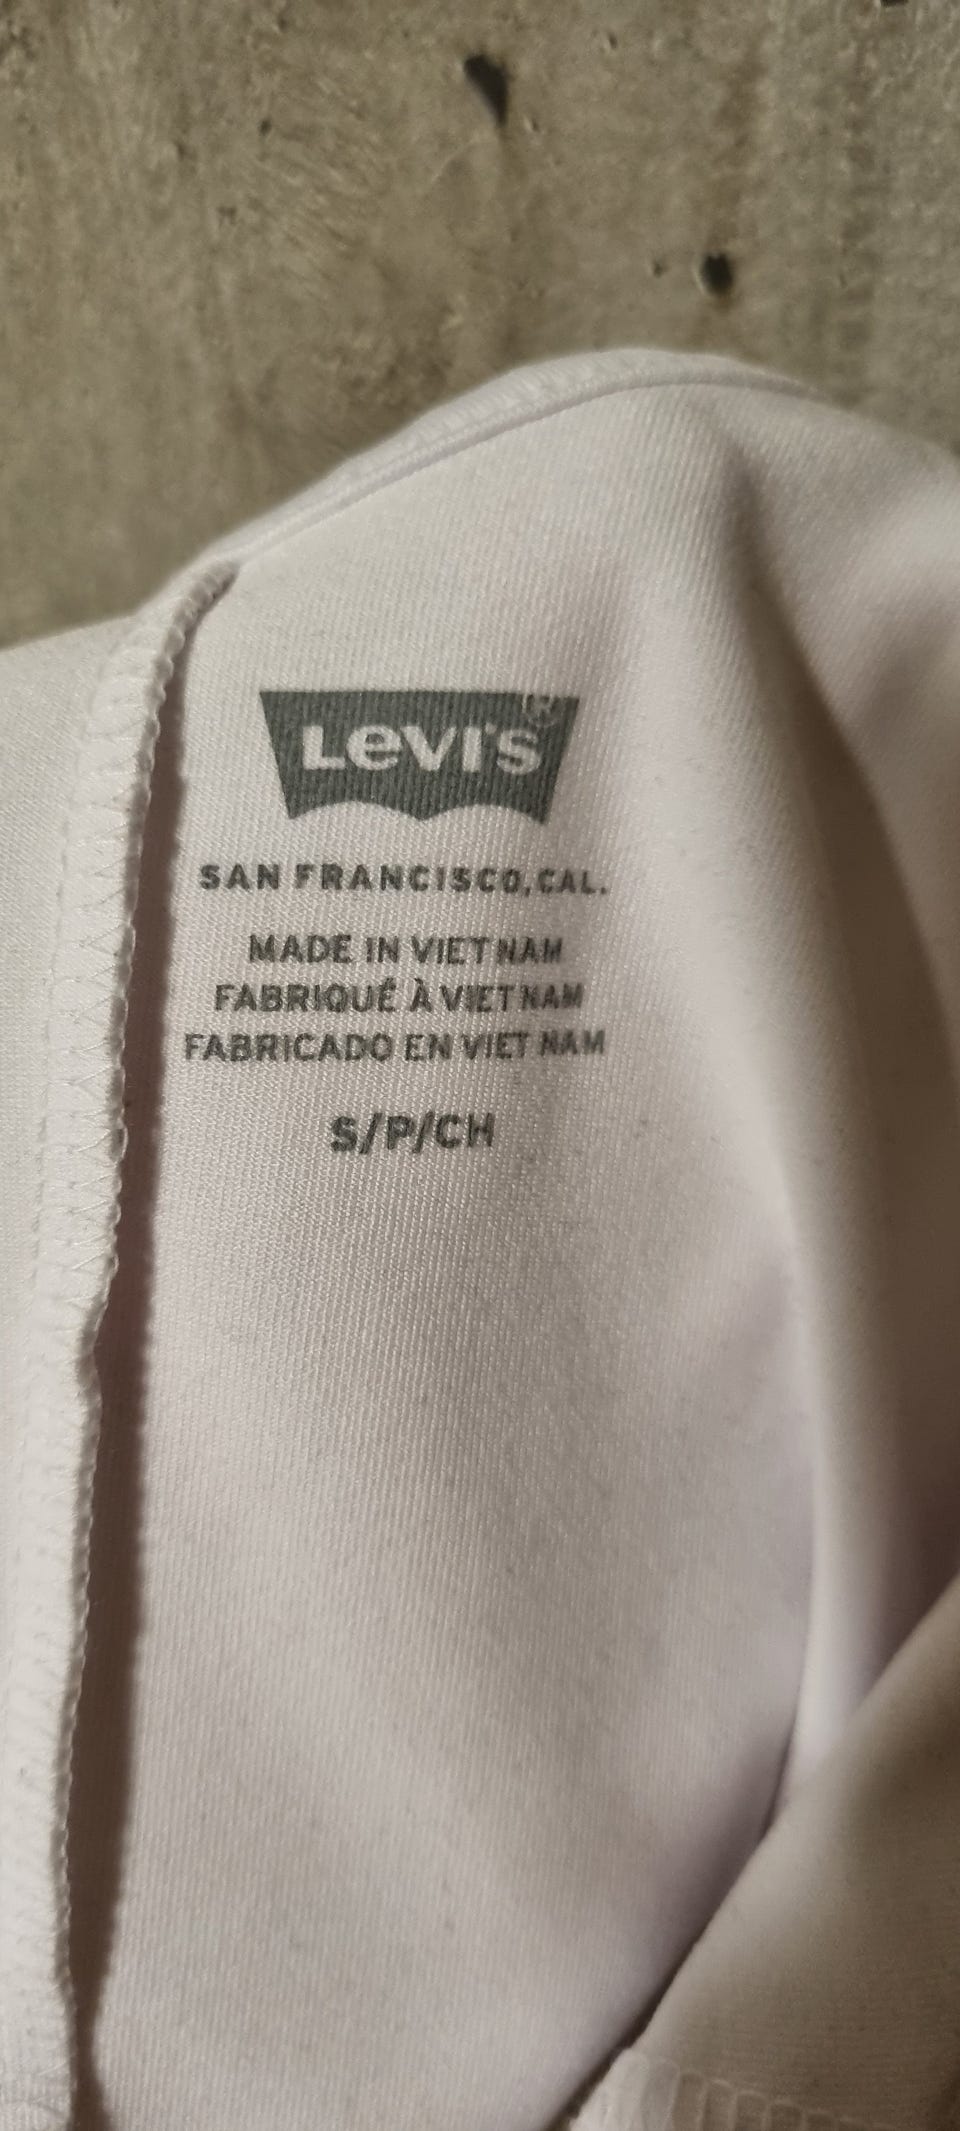 Levi's ®
SAN FRANCISCO, CAL.
MADE IN VIET NAM
FABRIQUÉ À VIET NAM
FABRICADO EN VIET NAM
S/P/CH